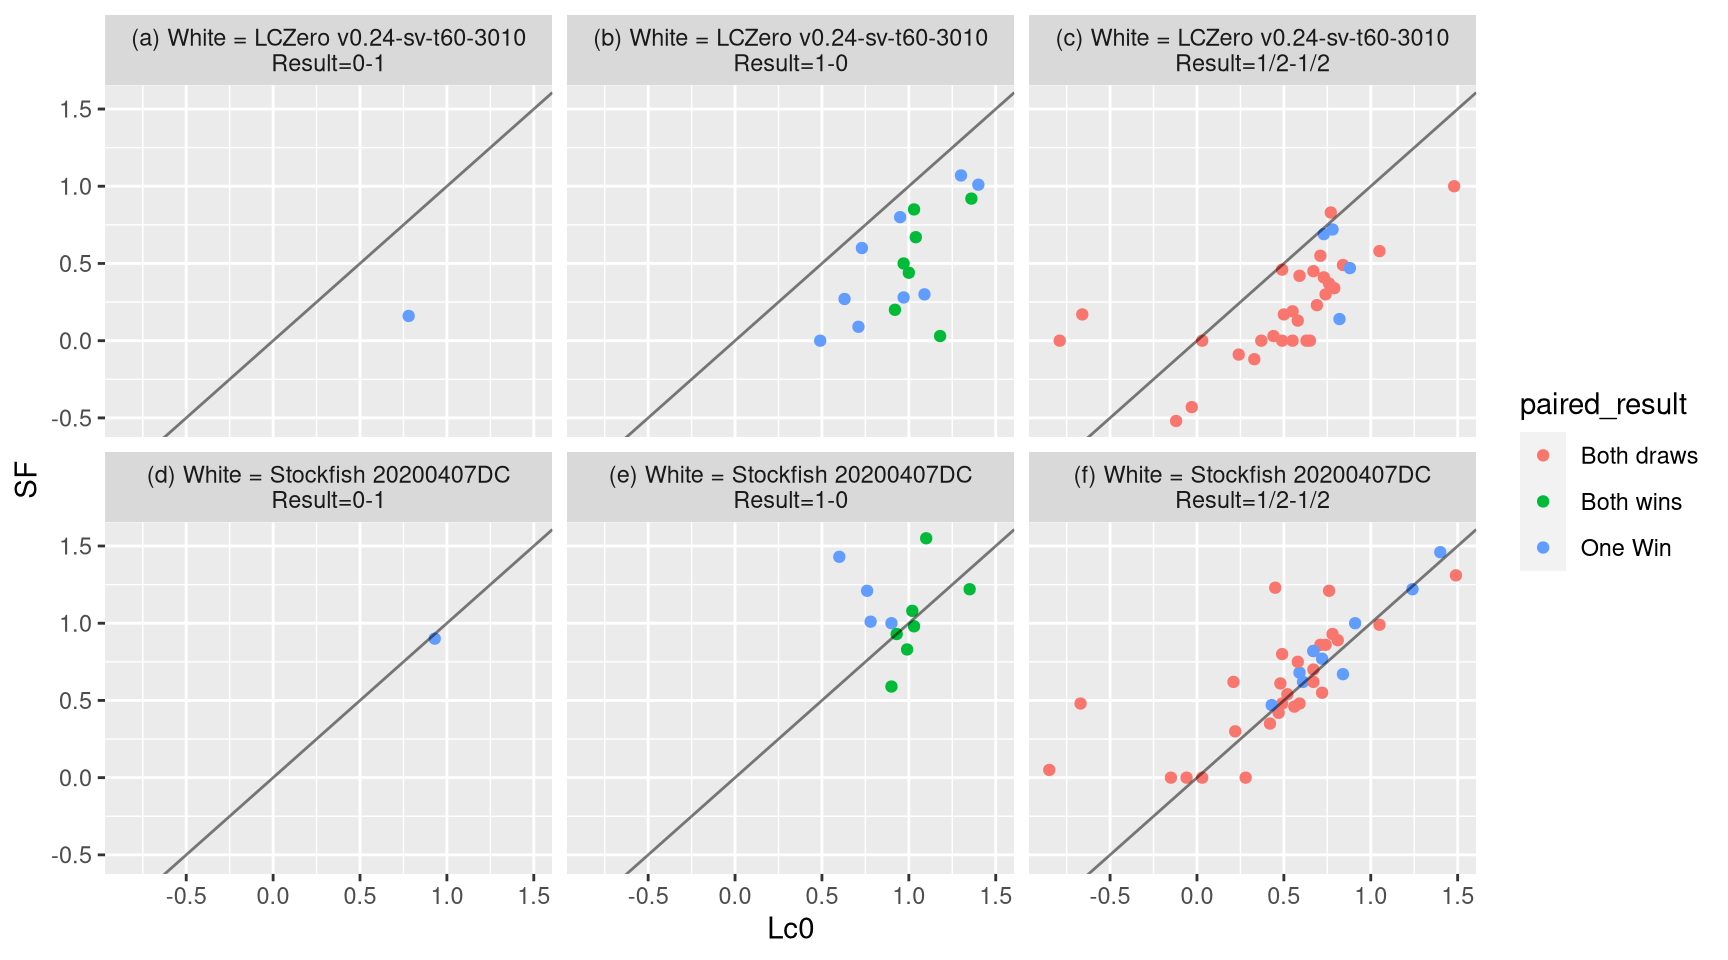 (a) White = LCZero v0.24-sv-t60-3010
Result=0-1
(b) White = LCZero v0.24-sv-t60-3010
Result=1-0
(c) White = LCZero v0.24-sv-t60-3010
Result=1/2-1/2
1.5
1.0
0.5
0.0
-0.5
(d) White = Stockfish 20200407DC
Result=0-1
(e) White = Stockfish 20200407DC
Result=1-0
(f) White = Stockfish 20200407DC
Result=1/2-1/2
1.5
1.0
0.5
0.0
-0.5
SF
-0.5 0.0 0.5 1.0 1.5
-0.5 0.0 0.5 1.0 1.5
-0.5 0.0 0.5 1.0 1.5
Lc0
paired_result
Both draws
Both wins
One Win